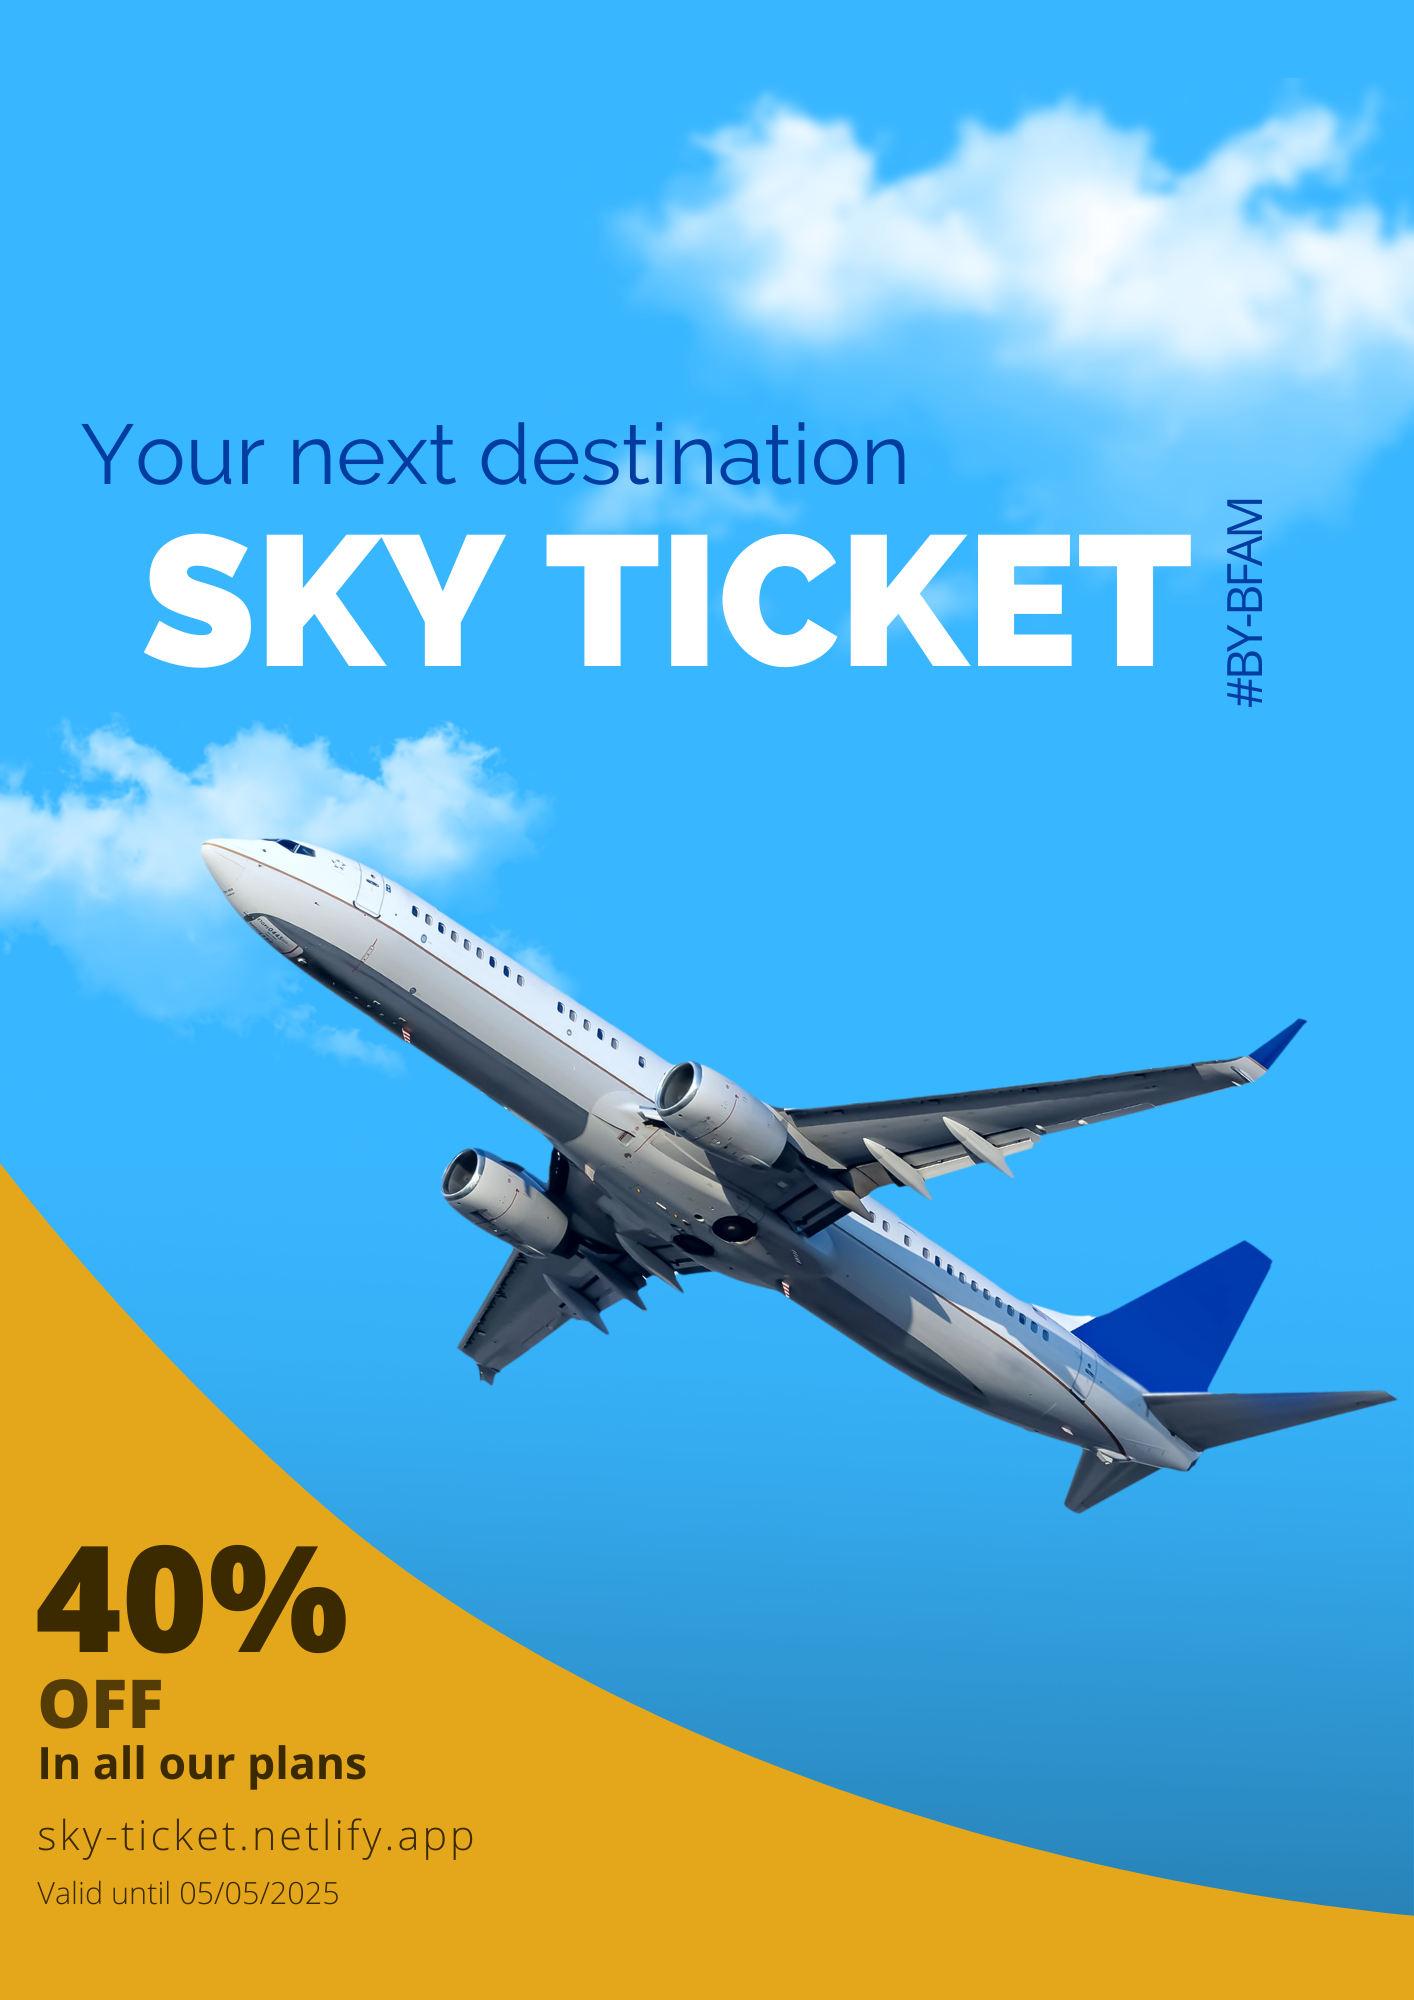 Your next destination
SKY TICKET
#BY-BFAM
40%
OFF
In all our plans
sky-ticket.netlify.app
Valid until 05/05/2025